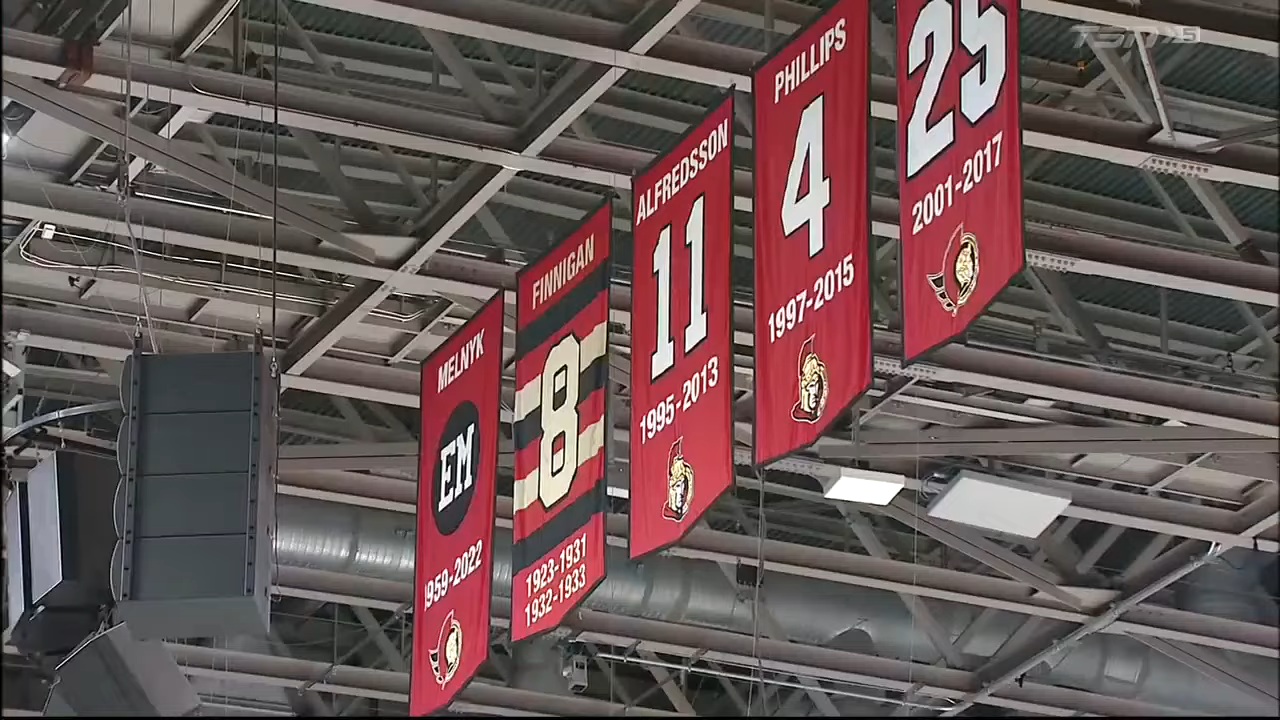 MELNYK
EM
1959-2022
FINNIGAN
8
1923-1931
1932-1933
ALFREDSSON
11
1995-2013
PHILLIPS
4
1997-2015
25
2001-2017
TSN 5